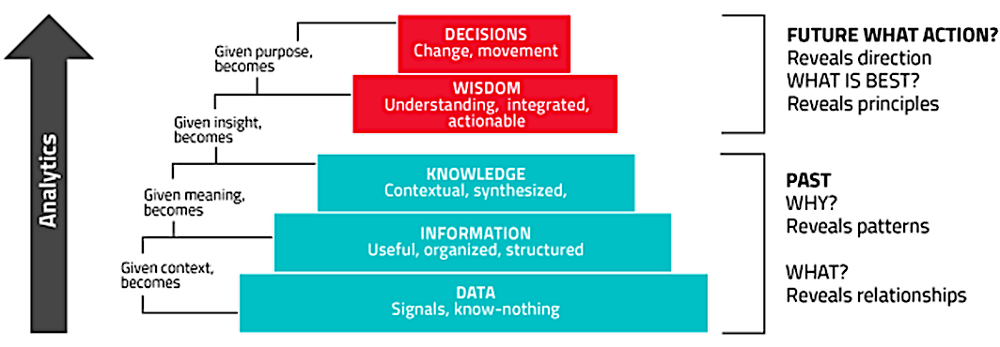 Analytics
DECISIONS
Change, movement
Given purpose,
becomes
WISDOM
Understanding, integrated,
actionable
Given insight,
becomes
KNOWLEDGE
Contextual, synthesized,
Given meaning,
becomes
INFORMATION
Useful, organized, structured
Given context,
becomes
DATA
Signals, know-nothing
FUTURE WHAT ACTION?
Reveals direction
WHAT IS BEST?
Reveals principles
PAST
WHY?
Reveals patterns
WHAT?
Reveals relationships